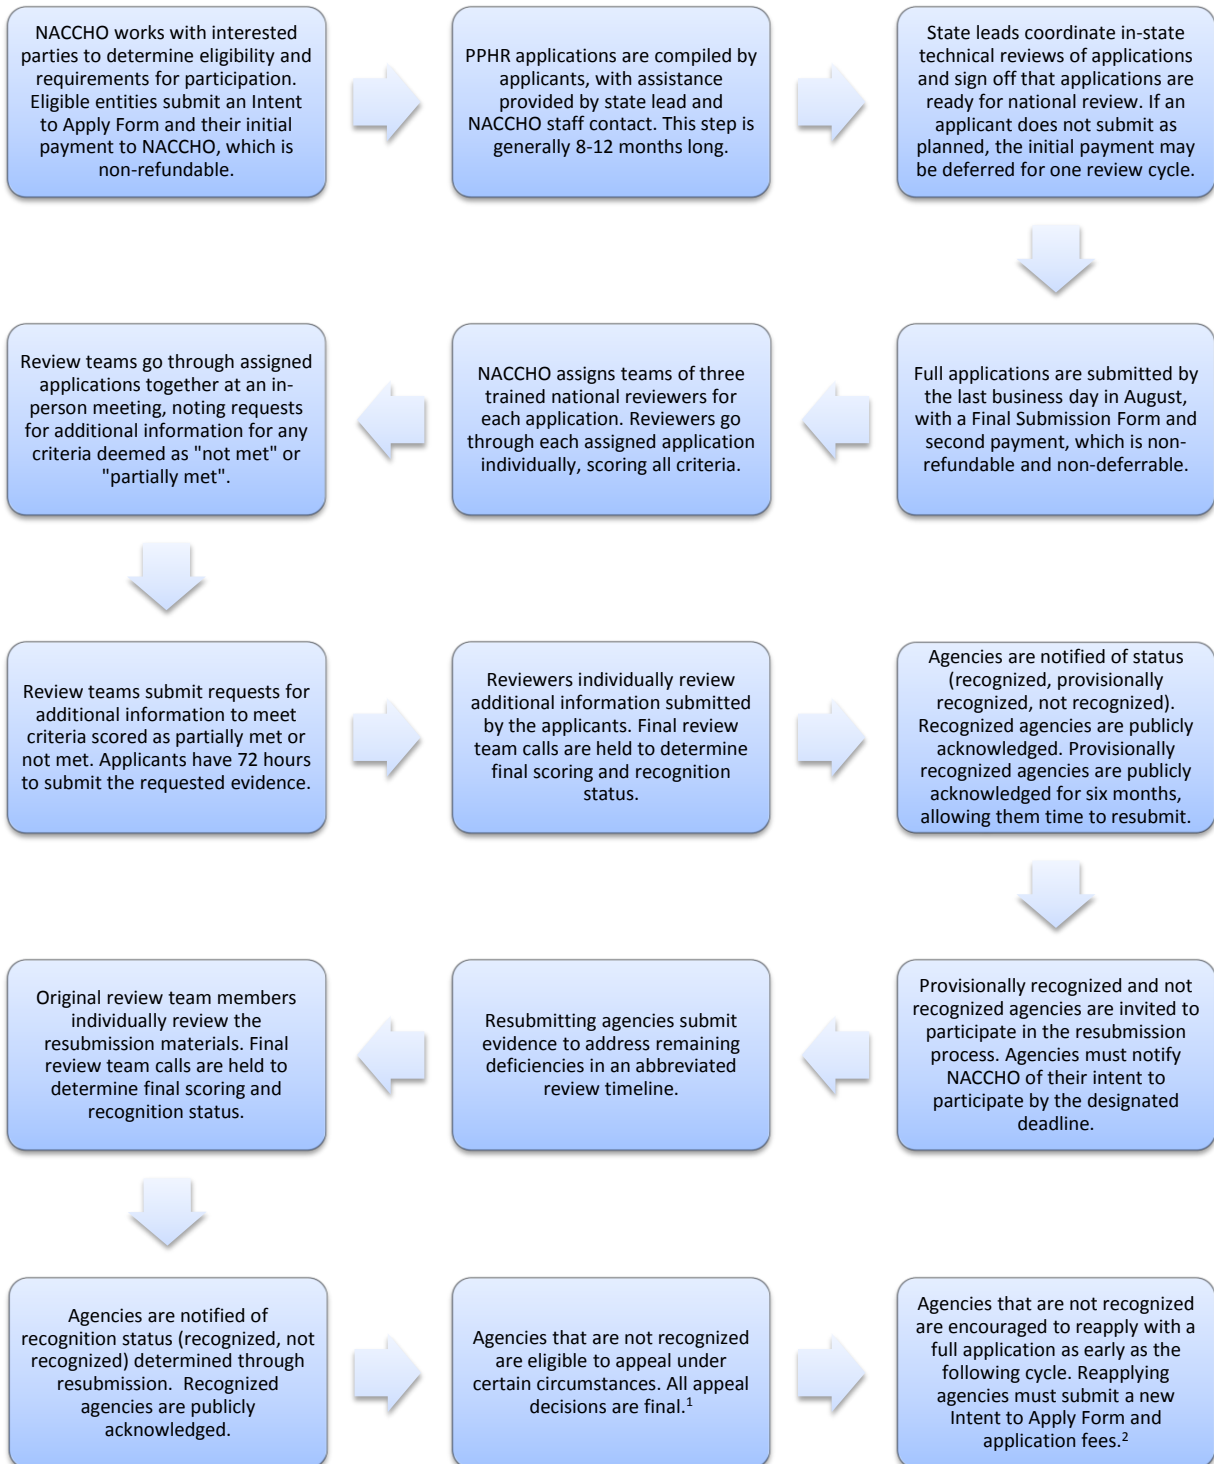 NACCHO works with interested
parties to determine eligibility and
requirements for participation.
Eligible entities submit an Intent
to Apply Form and their initial
payment to NACCHO, which is
non-refundable.
PPHR applications are compiled by
applicants, with assistance
provided by state lead and
NACCHO staff contact. This step is
generally 8-12 months long.
State leads coordinate in-state
technical reviews of applications
and sign off that applications are
ready for national review. If an
applicant does not submit as
planned, the initial payment may
be deferred for one review cycle.
Full applications are submitted by
the last business day in August,
with a Final Submission Form and
second payment, which is non-
refundable and non-deferrable.
NACCHO assigns teams of three
trained national reviewers for
each application. Reviewers go
through each assigned application
individually, scoring all criteria.
Review teams go through assigned
applications together at an in-
person meeting, noting requests
for additional information for any
criteria deemed as "not met" or
"partially met".
Review teams submit requests for
additional information to meet
criteria scored as partially met or
not met. Applicants have 72 hours
to submit the requested evidence.
Reviewers individually review
additional information submitted
by the applicants. Final review
team calls are held to determine
final scoring and recognition
status.
Agencies are notified of status
(recognized, provisionally
recognized, not recognized).
Recognized agencies are publicly
acknowledged. Provisionally
recognized agencies are publicly
acknowledged for six months,
allowing them time to resubmit.
Provisionally recognized and not
recognized agencies are invited to
participate in the resubmission
process. Agencies must notify
NACCHO of their intent to
participate by the designated
deadline.
Resubmitting agencies submit
evidence to address remaining
deficiencies in an abbreviated
review timeline.
Original review team members
individually review the
resubmission materials. Final
review team calls are held to
determine final scoring and
recognition status.
Agencies are notified of
recognition status (recognized, not
recognized) determined through
resubmission.  Recognized
agencies are publicly
acknowledged.
Agencies that are not recognized
are eligible to appeal under
certain circumstances. All appeal
decisions are final.¹
Agencies that are not recognized
are encouraged to reapply with a
full application as early as the
following cycle. Reapplying
agencies must submit a new
Intent to Apply Form and
application fees.²